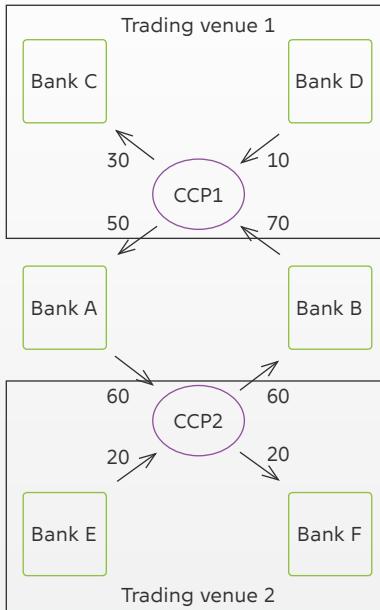 Trading venue 1
Bank C
Bank D
30
10
CCP1
50
70
Bank A
Bank B
60
60
CCP2
20
20
Bank E
Bank F
Trading venue 2